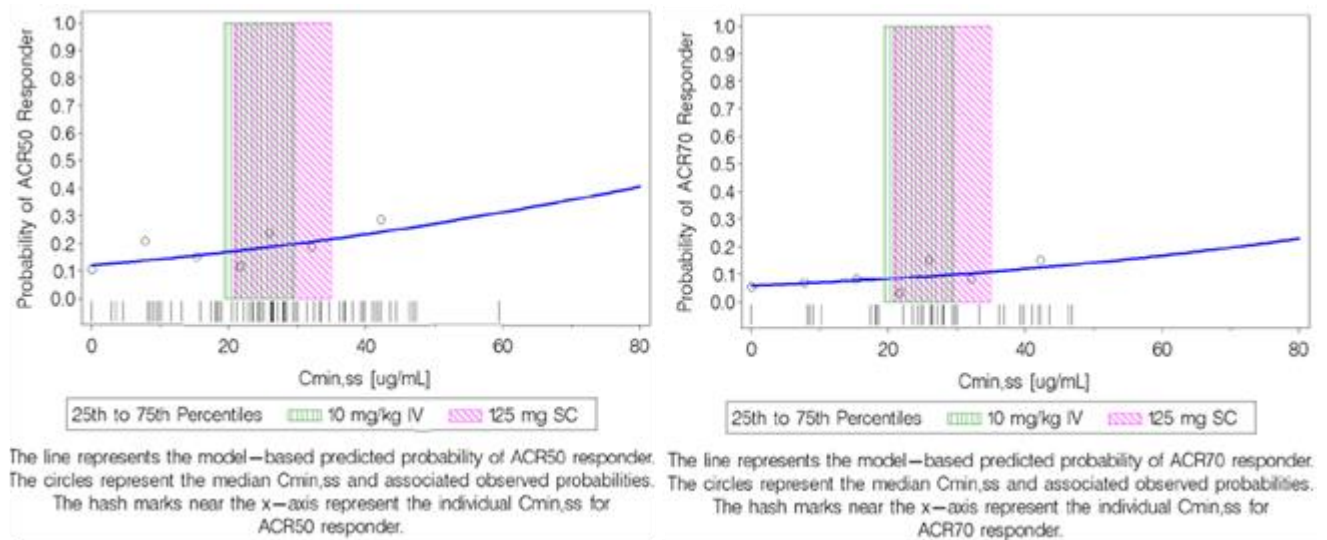 Probability of ACR50 Responder
1.0
0.9
0.8
0.7
0.6
0.5
0.4
0.3
0.2
0.1
0.0
0 20 40 60 80
Cmin,ss [ug/mL]
25th to 75th Percentiles 10 mg/kg IV 125 mg SC
The line represents the model-based predicted probability of ACR50 responder.
The circles represent the median Cmin,ss and associated observed probabilities.
The hash marks near the x-axis represent the individual Cmin,ss for
ACR50 responder.
Probability of ACR70 Responder
1.0
0.9
0.8
0.7
0.6
0.5
0.4
0.3
0.2
0.1
0.0
0 20 40 60 80
Cmin,ss [ug/mL]
25th to 75th Percentiles 10 mg/kg IV 125 mg SC
The line represents the model-based predicted probability of ACR70 responder.
The circles represent the median Cmin,ss and associated observed probabilities.
The hash marks near the x-axis represent the individual Cmin,ss for
ACR70 responder.